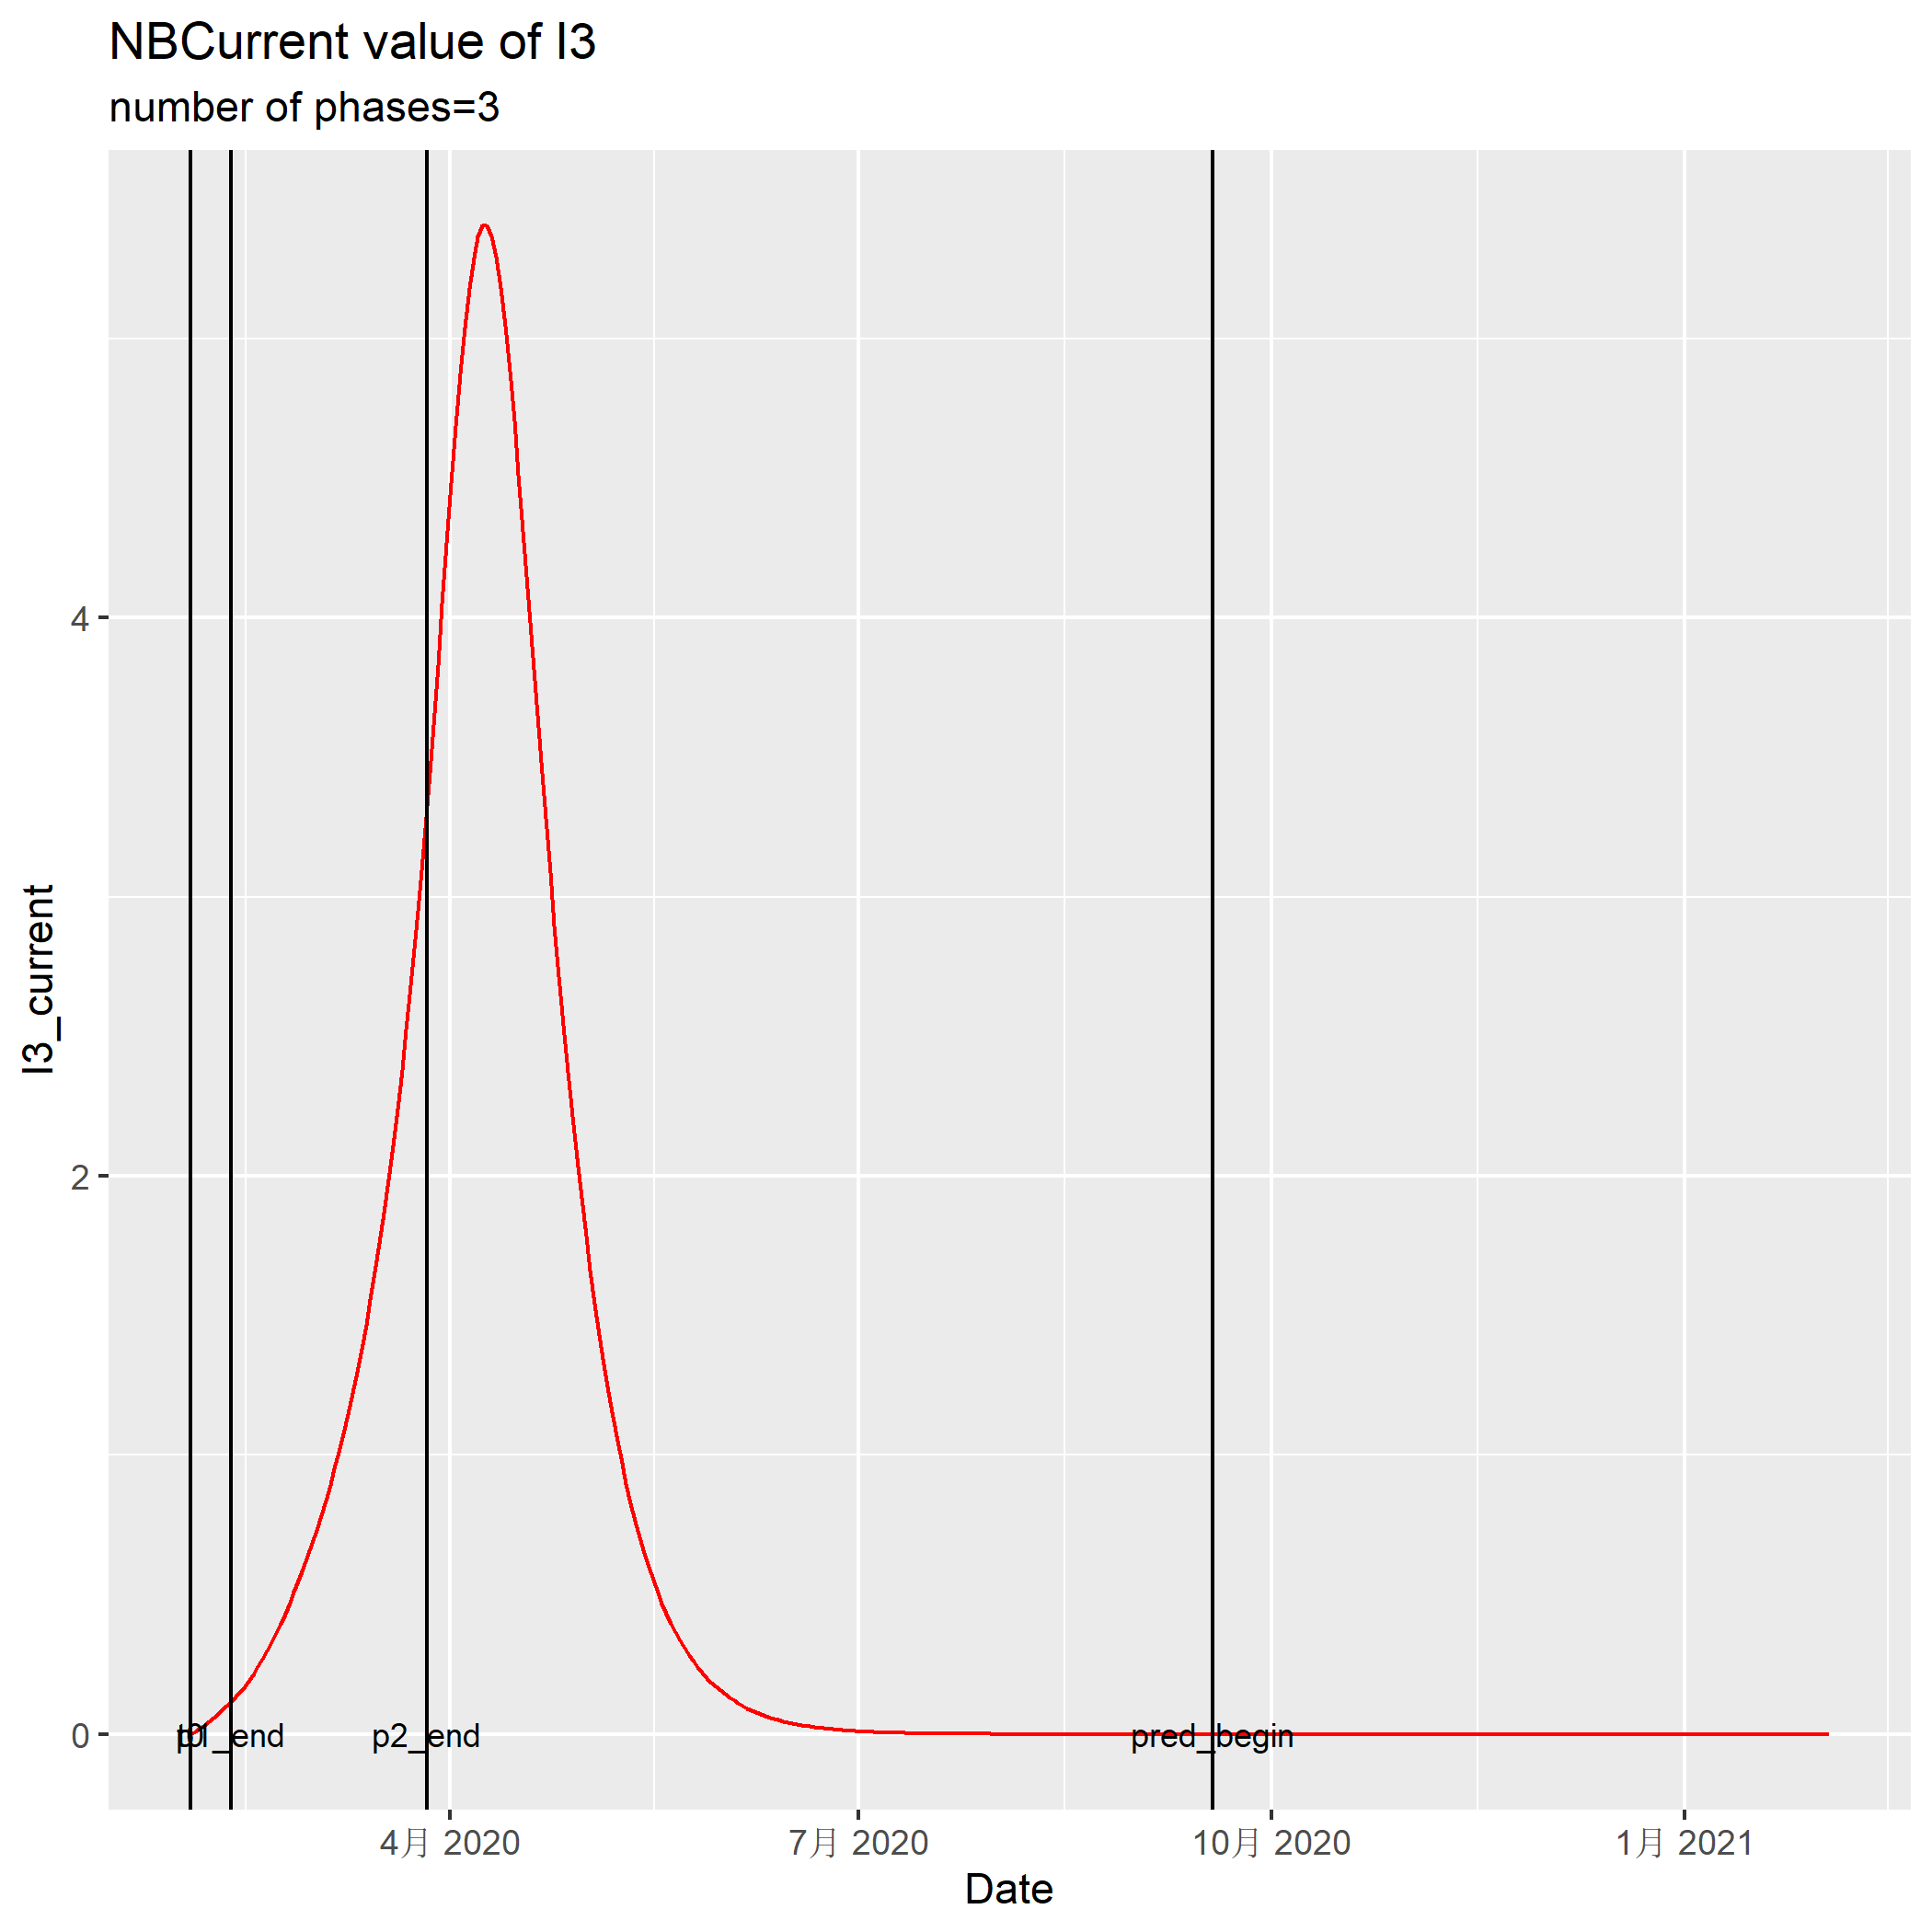 NBCurrent value of I3
number of phases=3
I3_current
4
2
0
t0
p1_end
p2_end
pred_begin
4月 2020
7月 2020
10月 2020
1月 2021
Date